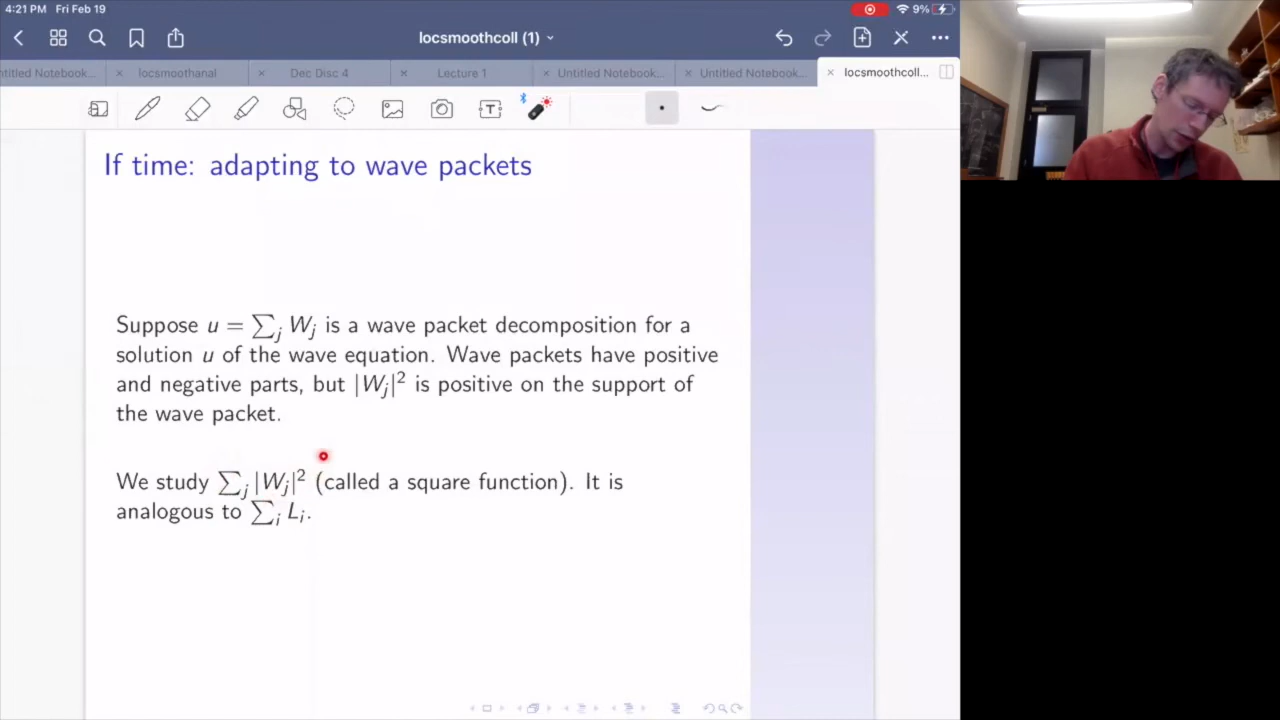 4:21 PM Fri Feb 19
9%
locsmoothcoll (1)
ntitled Notebook...
locsmoothanal
Dec Disc 4
Lecture 1
Untitled Notebook...
Untitled Notebook...
locsmoothcoll...
If time: adapting to wave packets
Suppose u = ∑_j W_j is a wave packet decomposition for a
solution u of the wave equation. Wave packets have positive
and negative parts, but |W_j|² is positive on the support of
the wave packet.
We study ∑_j |W_j|² (called a square function). It is
analogous to ∑_i L_i.